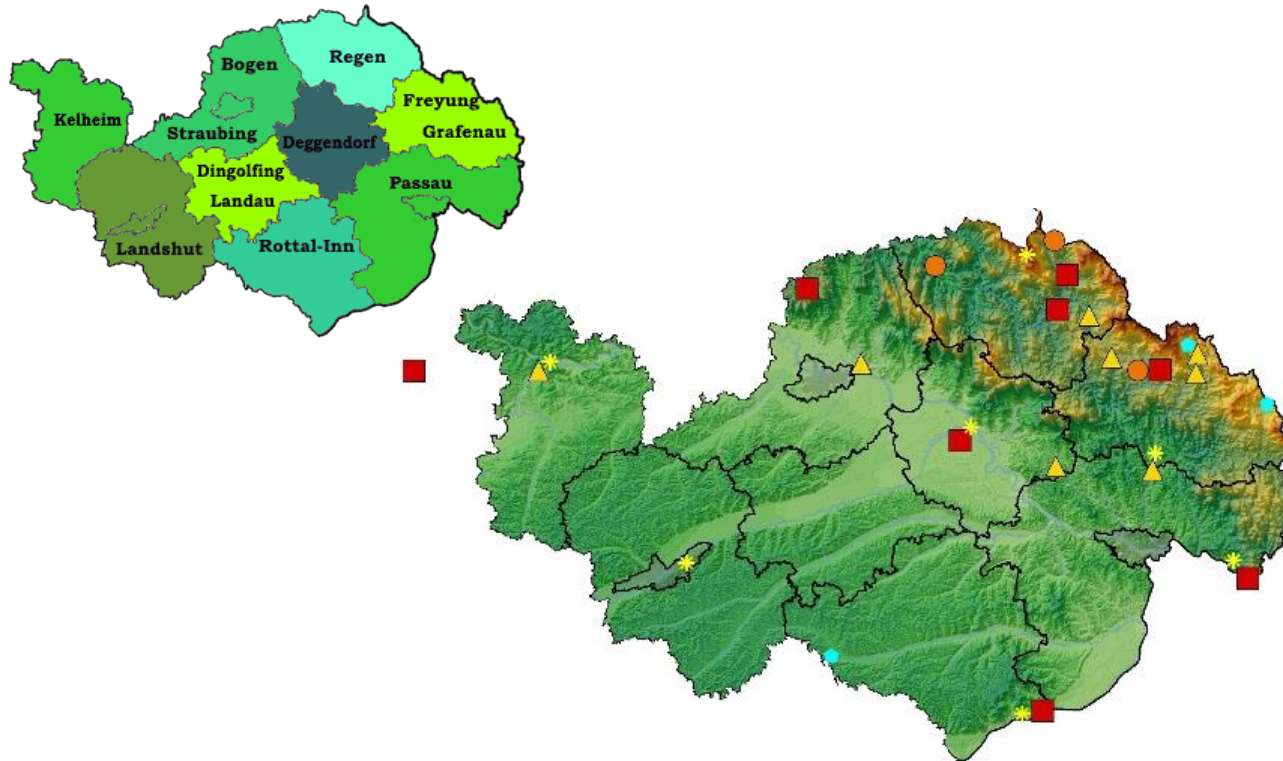 Regen
Bogen
Freyung
Grafenau
Kelheim
Straubing
Deggendorf
Dingolfing
Landau
Passau
Landshut
Rottal-Inn